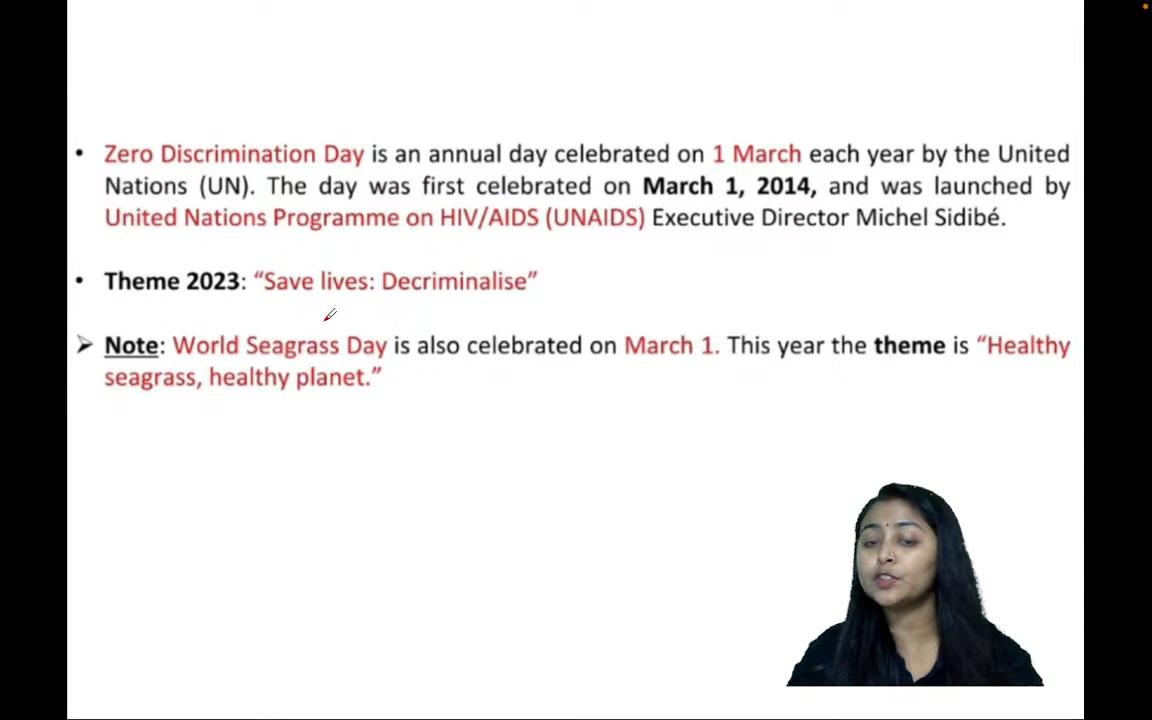 • Zero Discrimination Day is an annual day celebrated on 1 March each year by the United
Nations (UN). The day was first celebrated on March 1, 2014, and was launched by
United Nations Programme on HIV/AIDS (UNAIDS) Executive Director Michel Sidibé.
• Theme 2023: “Save lives: Decriminalise”
➢ Note: World Seagrass Day is also celebrated on March 1. This year the theme is “Healthy
seagrass, healthy planet.”